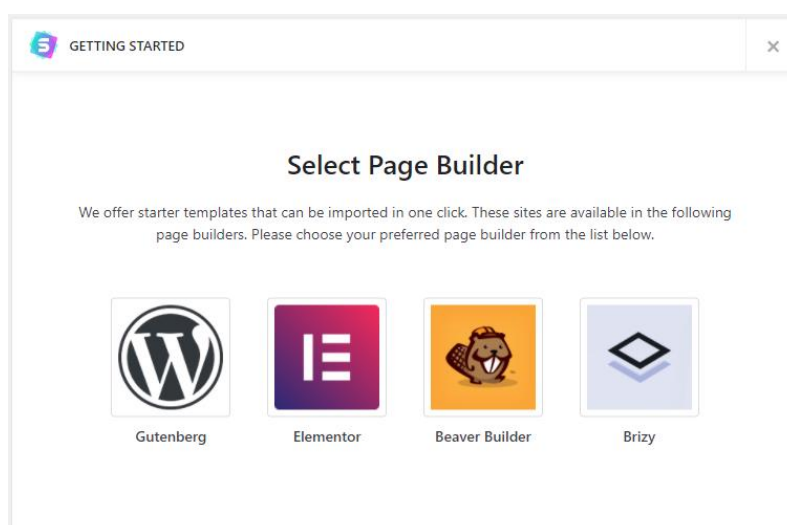 GETTING STARTED
Select Page Builder
We offer starter templates that can be imported in one click. These sites are available in the following
page builders. Please choose your preferred page builder from the list below.
Gutenberg
Elementor
Beaver Builder
Brizy